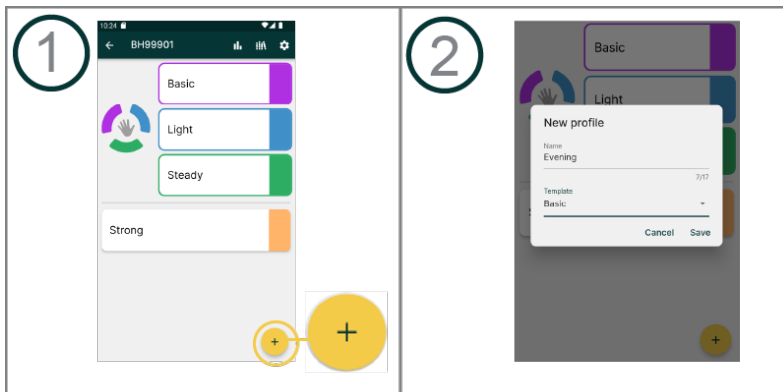 1
10:24
BH99901
Basic
Light
Steady
Strong
+
+
2
Basic
Light
New profile
Name
Evening
7/17
Template
Basic
Cancel Save
+